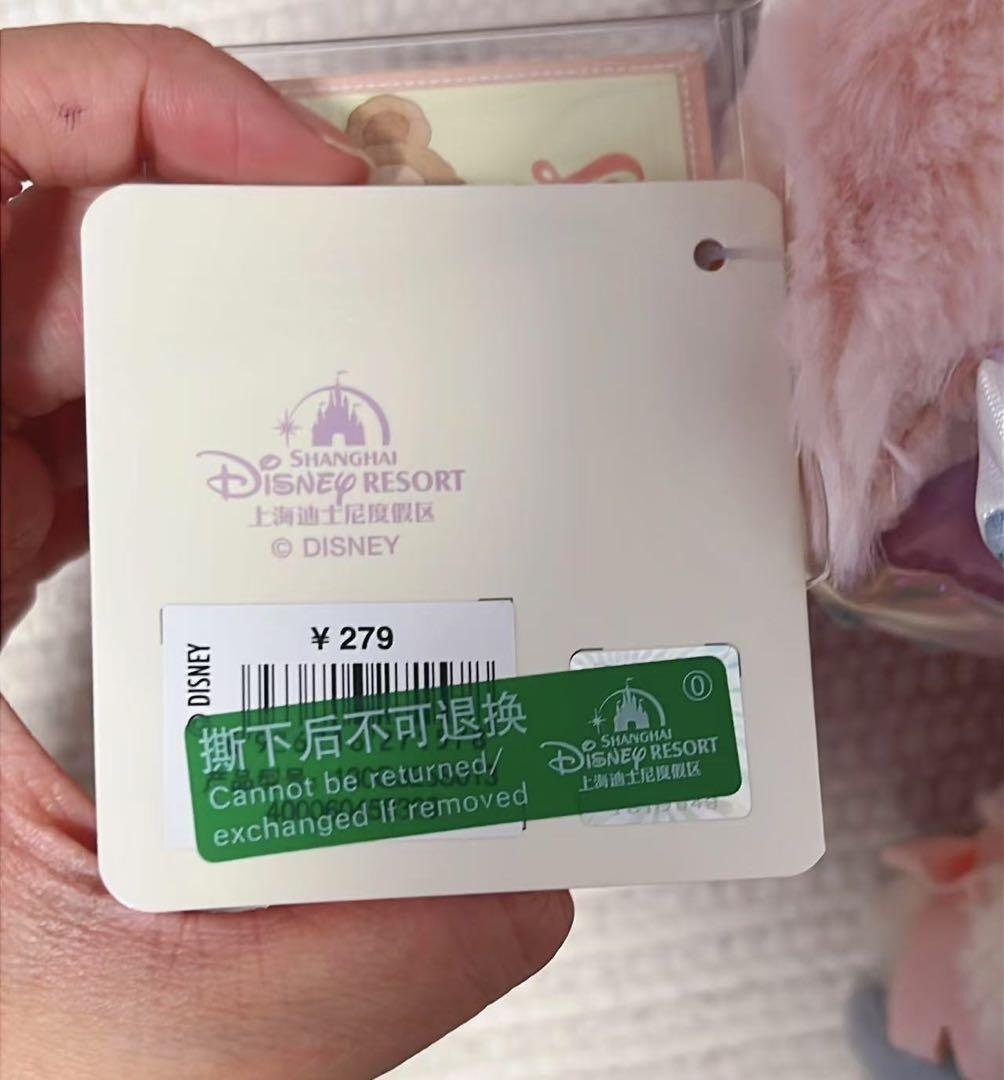 SHANGHAI
DISNEY RESORT
上海迪士尼度假区
© DISNEY
¥ 279
© DISNEY
撕下后不可退换
Cannot be returned/
exchanged if removed
0
SHANGHAI
DISNEY RESORT
上海迪士尼度假区